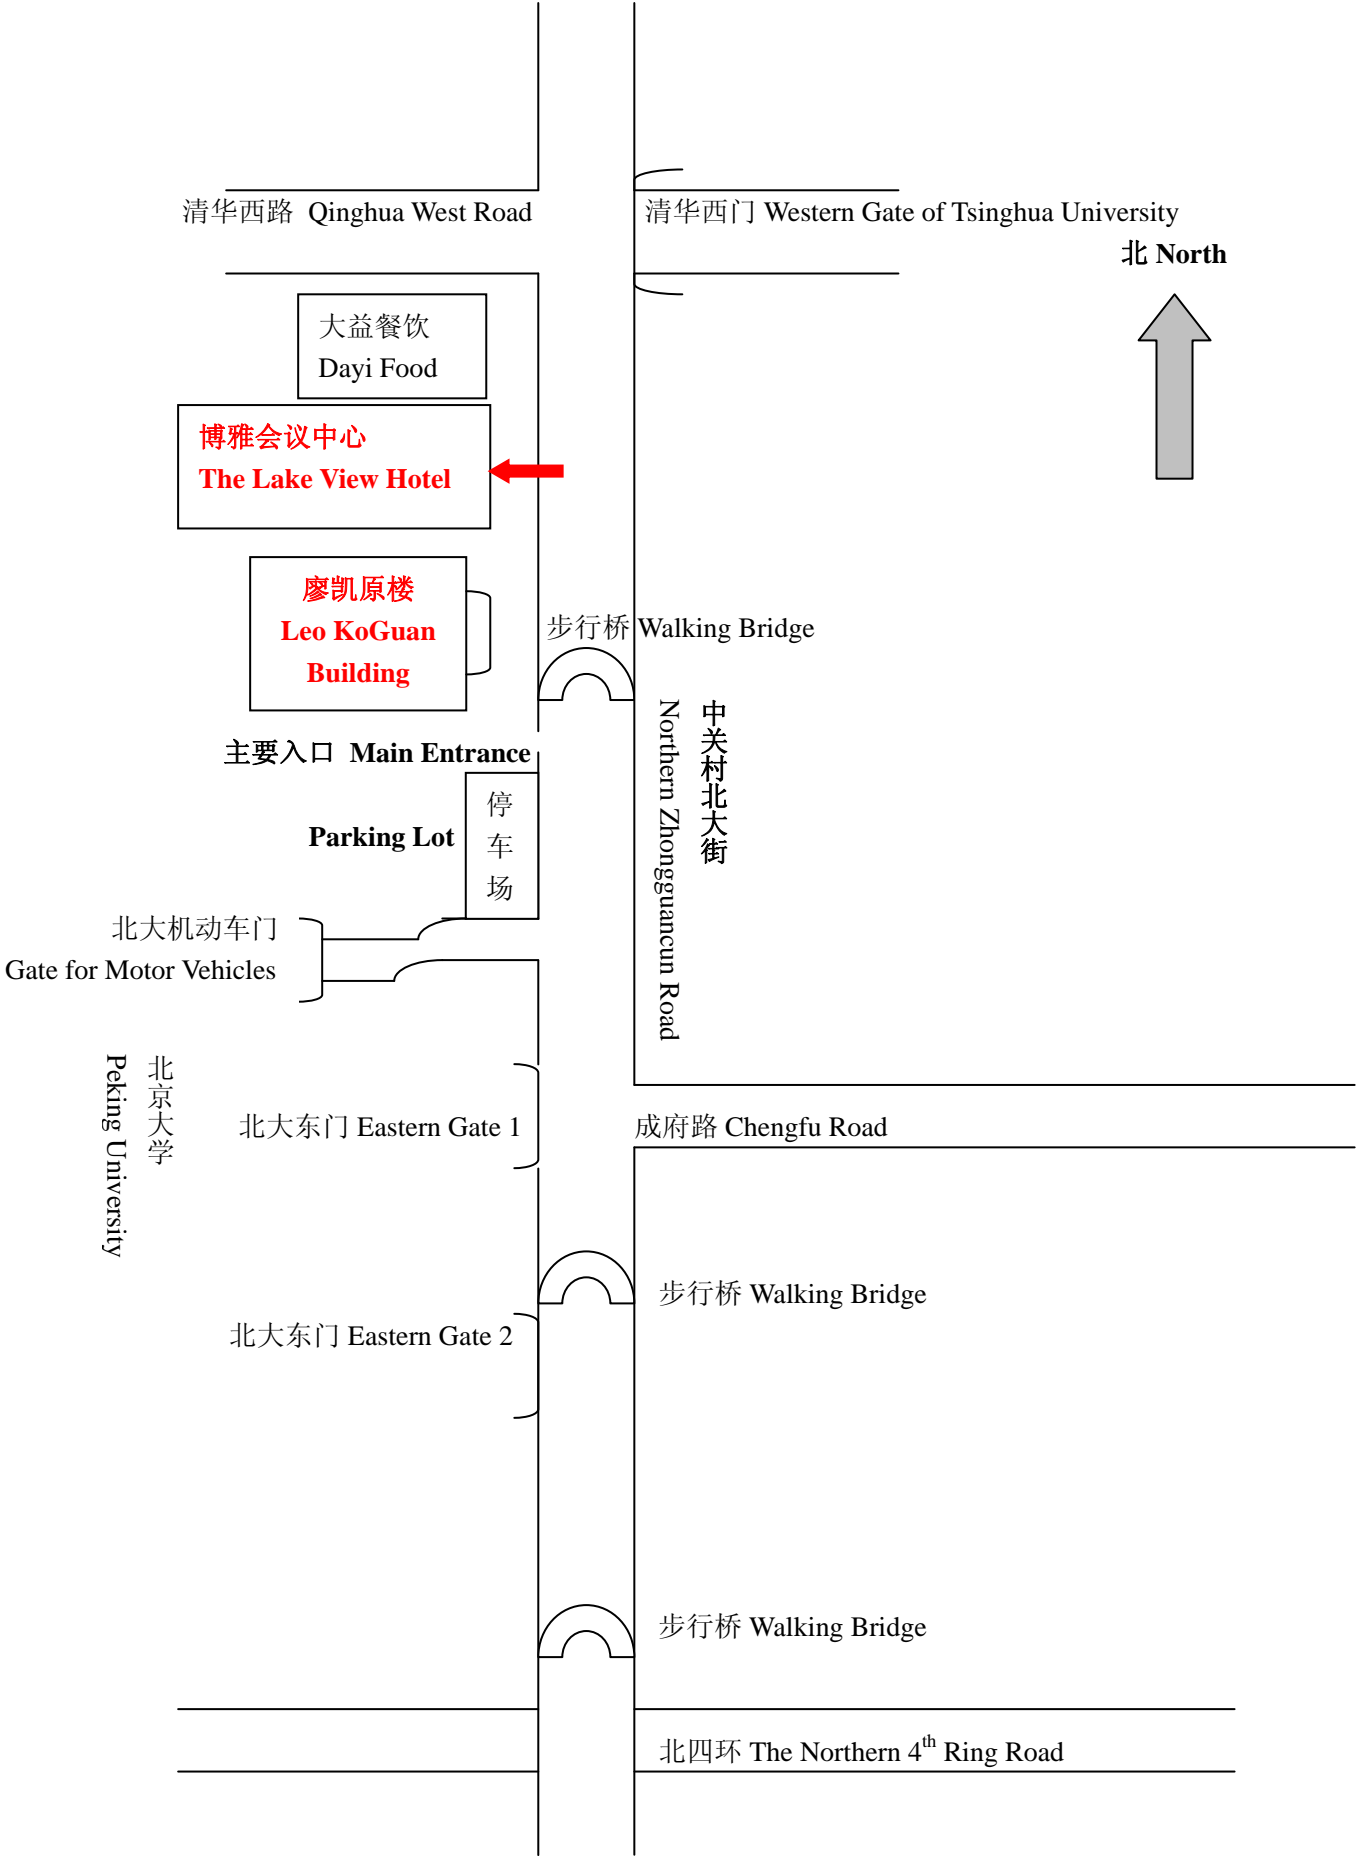 清华西路 Qinghua West Road
清华西门 Western Gate of Tsinghua University
北 North
大益餐饮
Dayi Food
博雅会议中心
The Lake View Hotel
廖凯原楼
Leo KoGuan
Building
步行桥 Walking Bridge
中关村北大街
Northern Zhongguancun Road
主要入口 Main Entrance
停车场
Parking Lot
北大机动车门
Gate for Motor Vehicles
北京大学
Peking University
北大东门 Eastern Gate 1
成府路 Chengfu Road
步行桥 Walking Bridge
北大东门 Eastern Gate 2
步行桥 Walking Bridge
北四环 The Northern 4th Ring Road